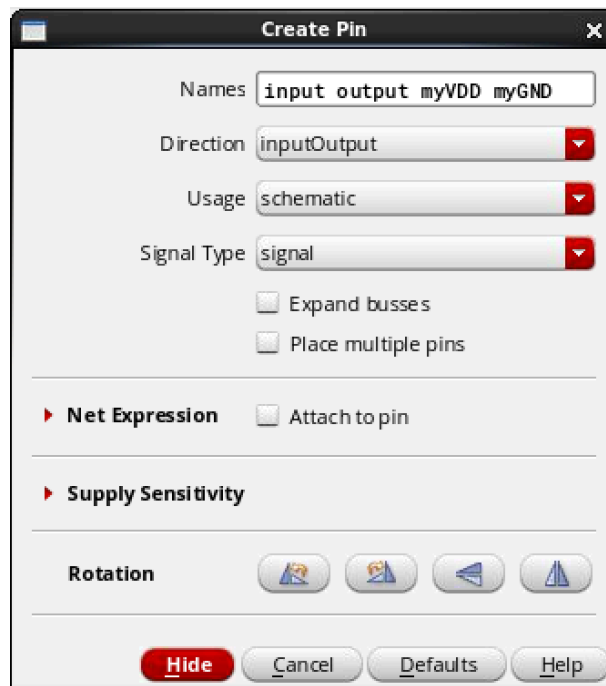 Create Pin
Names input output myVDD myGND
Direction inputOutput
Usage schematic
Signal Type signal
Expand busses
Place multiple pins
Net Expression Attach to pin
Supply Sensitivity
Rotation
Hide Cancel Defaults Help